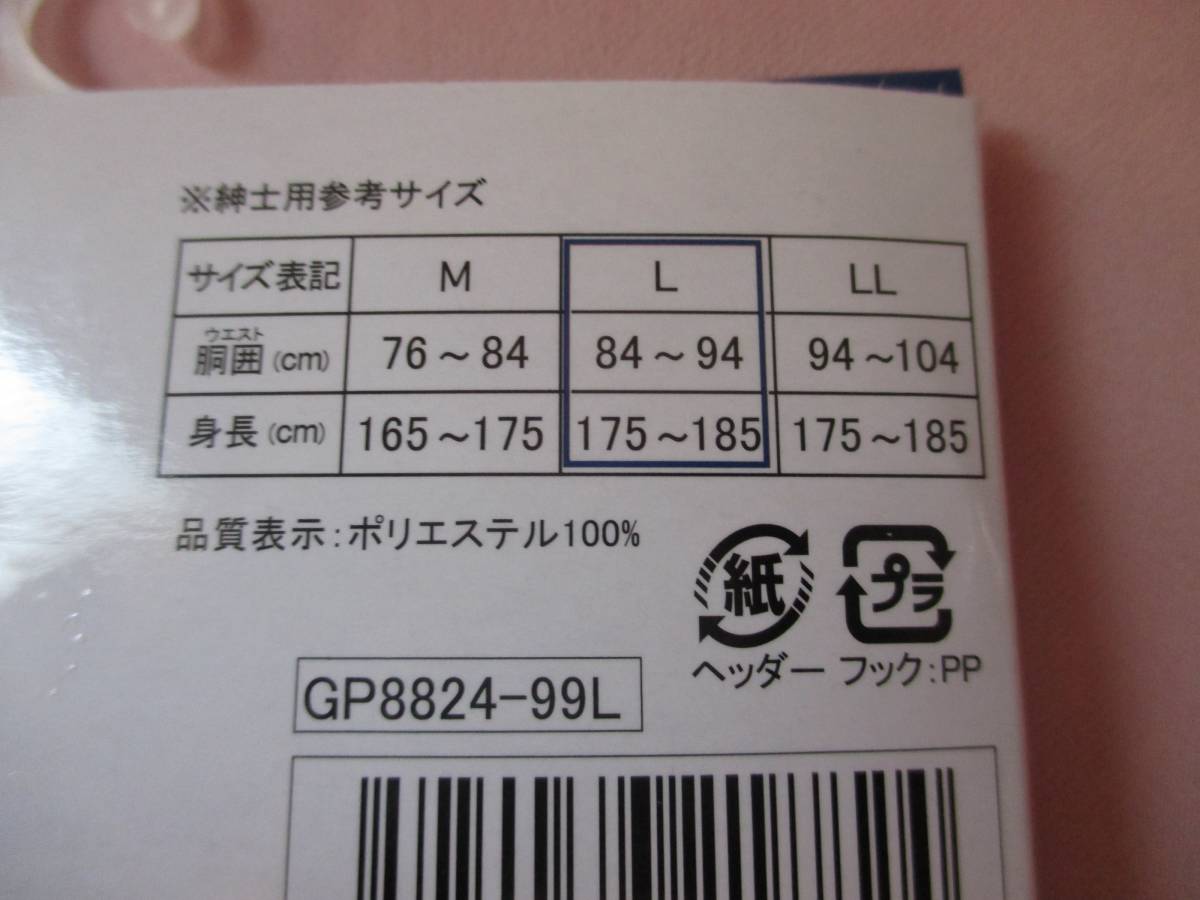 ※紳士用参考サイズ
サイズ表記 M L LL
ウエスト
胴囲(cm) 76～84 84～94 94～104
身長(cm) 165～175 175～185 175～185
品質表示:ポリエステル100%
紙 プラ
ヘッダー フック:PP
GP8824-99L